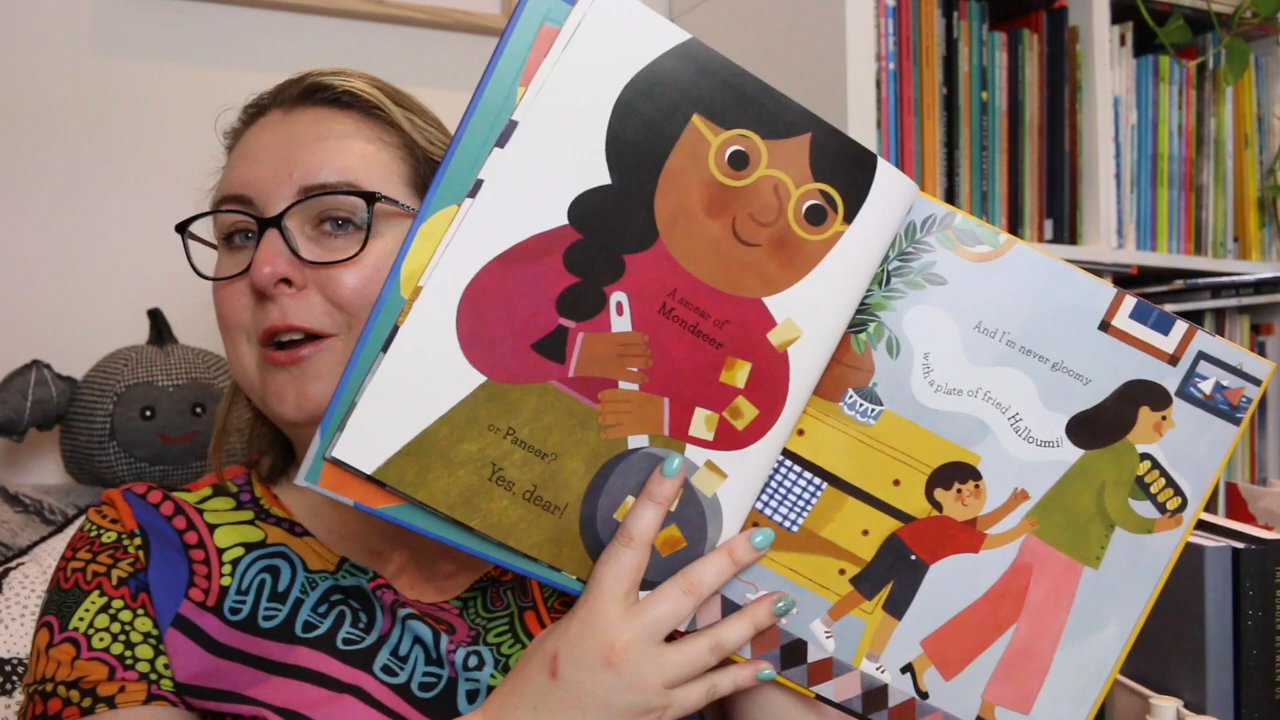 A smear of
Mondseer
or Paneer?
Yes, dear!
And I'm never gloomy
with a plate of fried Halloumi!